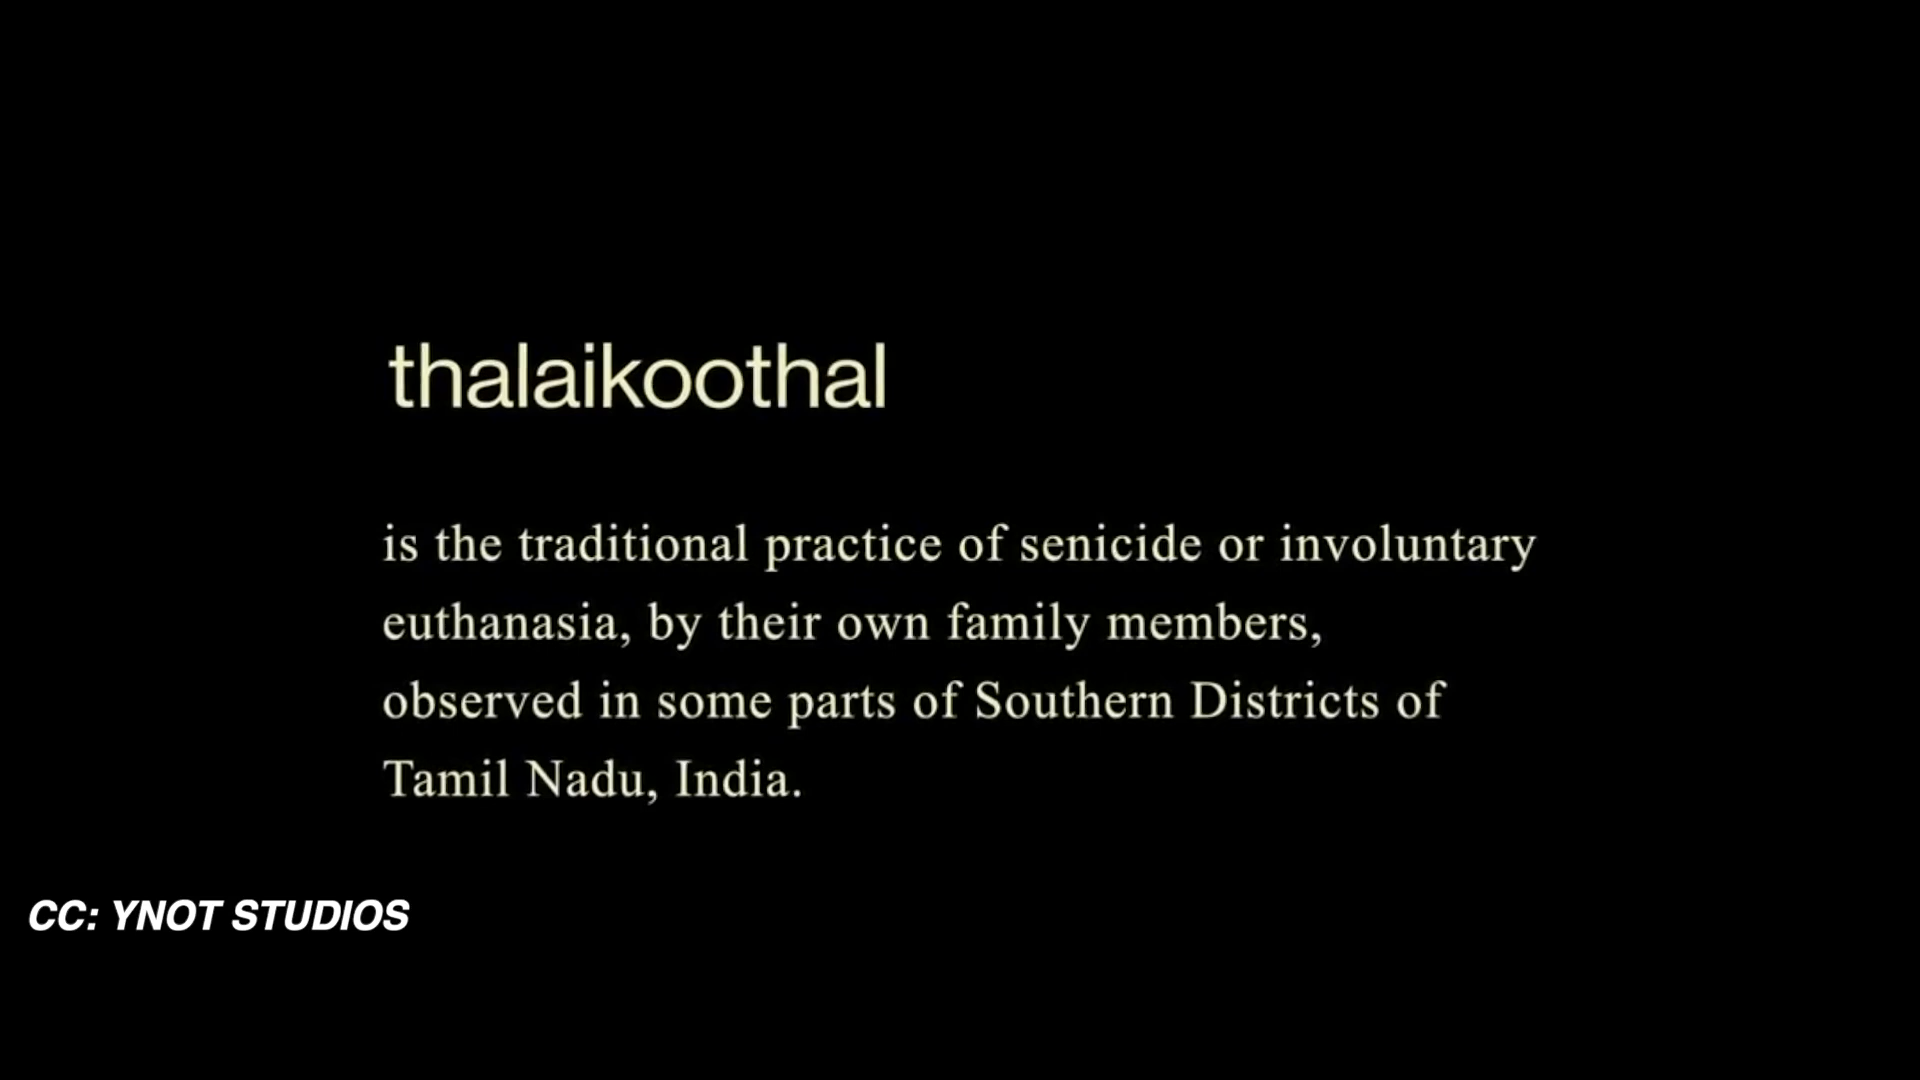 thalaikoothal
is the traditional practice of senicide or involuntary
euthanasia, by their own family members,
observed in some parts of Southern Districts of
Tamil Nadu, India.
CC: YNOT STUDIOS